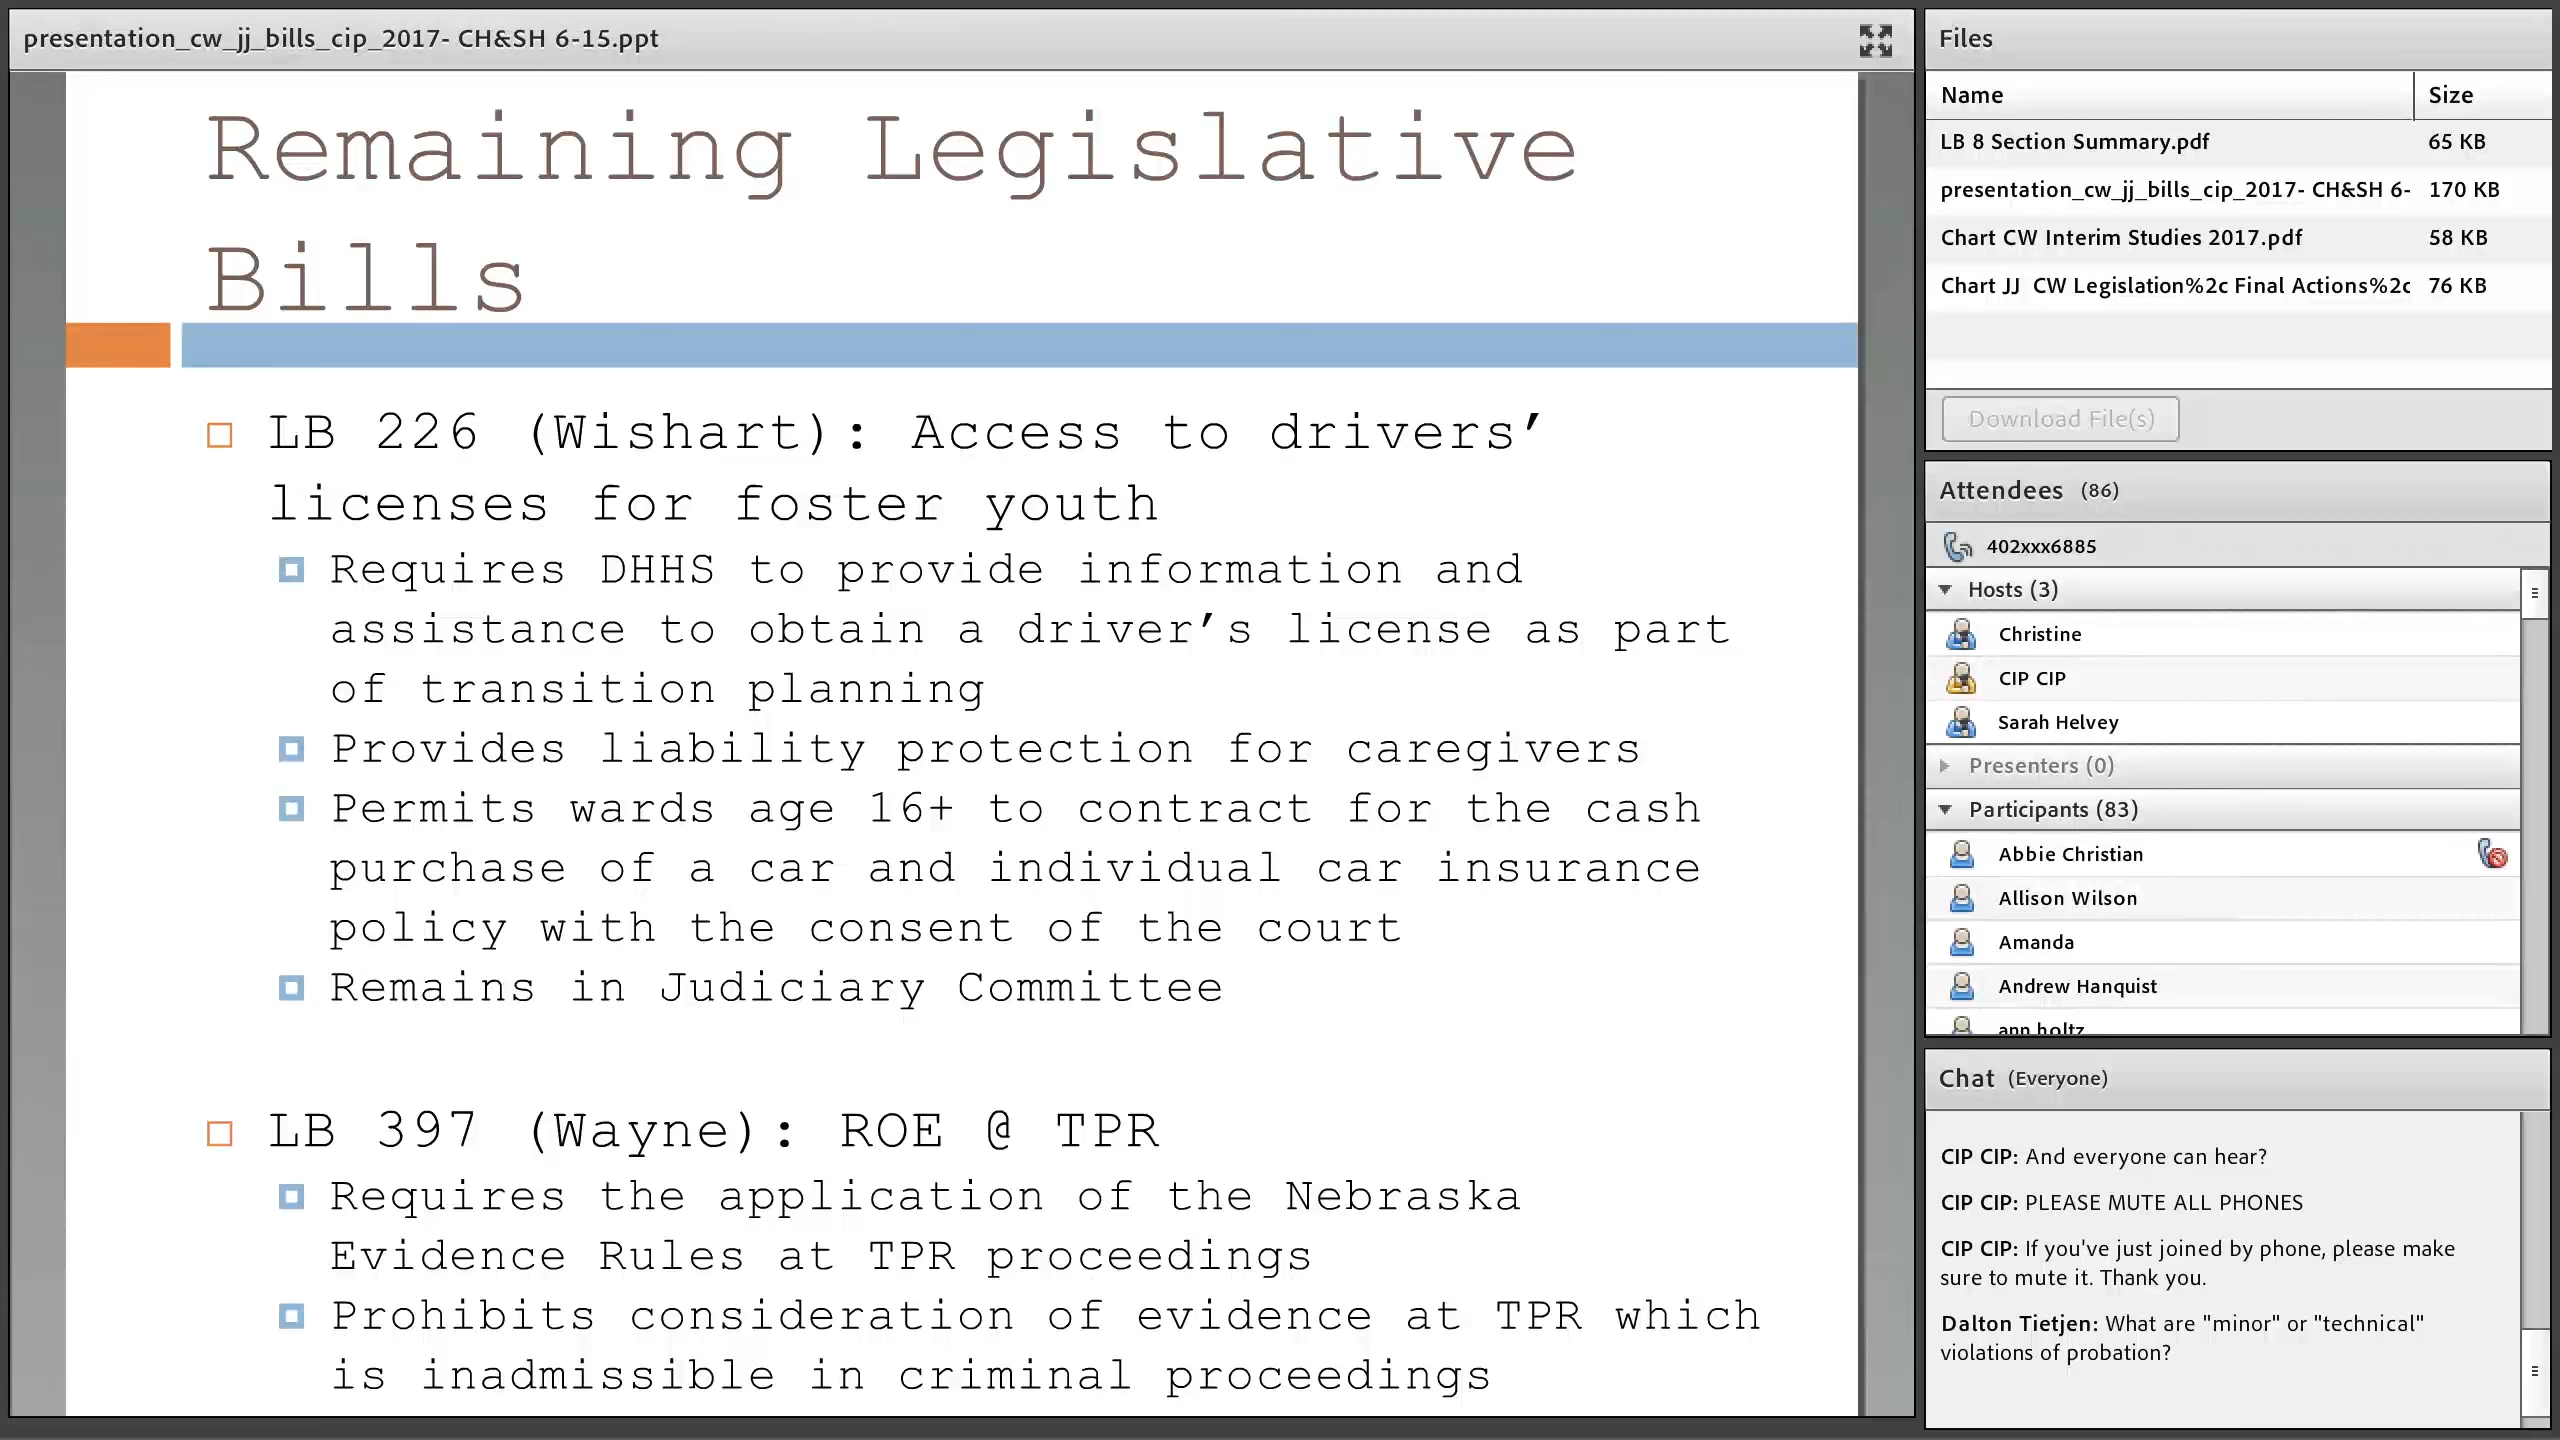 presentation_cw_jj_bills_cip_2017- CH&SH 6-15.ppt
Remaining Legislative
Bills
LB 226 (Wishart): Access to drivers’
licenses for foster youth
Requires DHHS to provide information and
assistance to obtain a driver’s license as part
of transition planning
Provides liability protection for caregivers
Permits wards age 16+ to contract for the cash
purchase of a car and individual car insurance
policy with the consent of the court
Remains in Judiciary Committee
LB 397 (Wayne): ROE @ TPR
Requires the application of the Nebraska
Evidence Rules at TPR proceedings
Prohibits consideration of evidence at TPR which
is inadmissible in criminal proceedings
Files
Name Size
LB 8 Section Summary.pdf 65 KB
presentation_cw_jj_bills_cip_2017- CH&SH 6- 170 KB
Chart CW Interim Studies 2017.pdf 58 KB
Chart JJ  CW Legislation%2c Final Actions%2c 76 KB
Download File(s)
Attendees (86)
402xxx6885
Hosts (3)
Christine
CIP CIP
Sarah Helvey
Presenters (0)
Participants (83)
Abbie Christian
Allison Wilson
Amanda
Andrew Hanquist
ann holtz
Chat (Everyone)
CIP CIP: And everyone can hear?
CIP CIP: PLEASE MUTE ALL PHONES
CIP CIP: If you've just joined by phone, please make
sure to mute it. Thank you.
Dalton Tietjen: What are "minor" or "technical"
violations of probation?